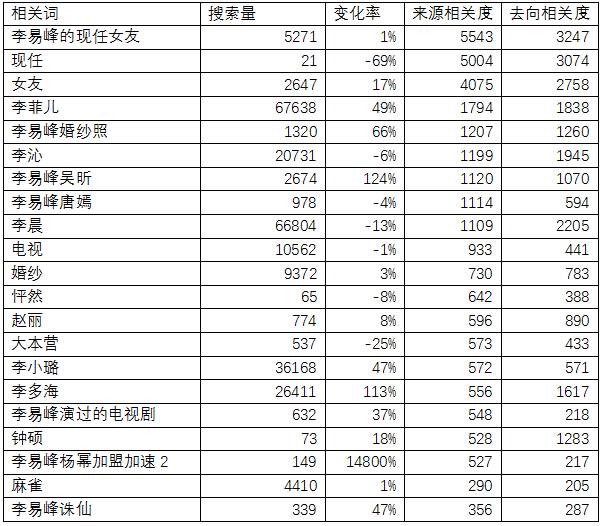 相关词 搜索量 变化率 来源相关度 去向相关度
李易峰的现任女友 5271 1% 5543 3247
现任 21 -69% 5004 3074
女友 2647 17% 4075 2758
李菲儿 67638 49% 1794 1838
李易峰婚纱照 1320 66% 1207 1260
李沁 20731 -6% 1199 1945
李易峰吴昕 2674 124% 1120 1070
李易峰唐嫣 978 -4% 1114 594
李晨 66804 -13% 1109 2205
电视 10562 -1% 933 441
婚纱 9372 3% 730 783
怦然 65 -8% 642 388
赵丽 774 8% 596 890
大本营 537 -25% 573 433
李小璐 36168 47% 572 571
李多海 26411 113% 556 1617
李易峰演过的电视剧 632 37% 548 218
钟硕 73 18% 528 1283
李易峰杨幂加盟加速2 149 14800% 527 217
麻雀 4410 1% 290 205
李易峰诛仙 339 47% 356 287